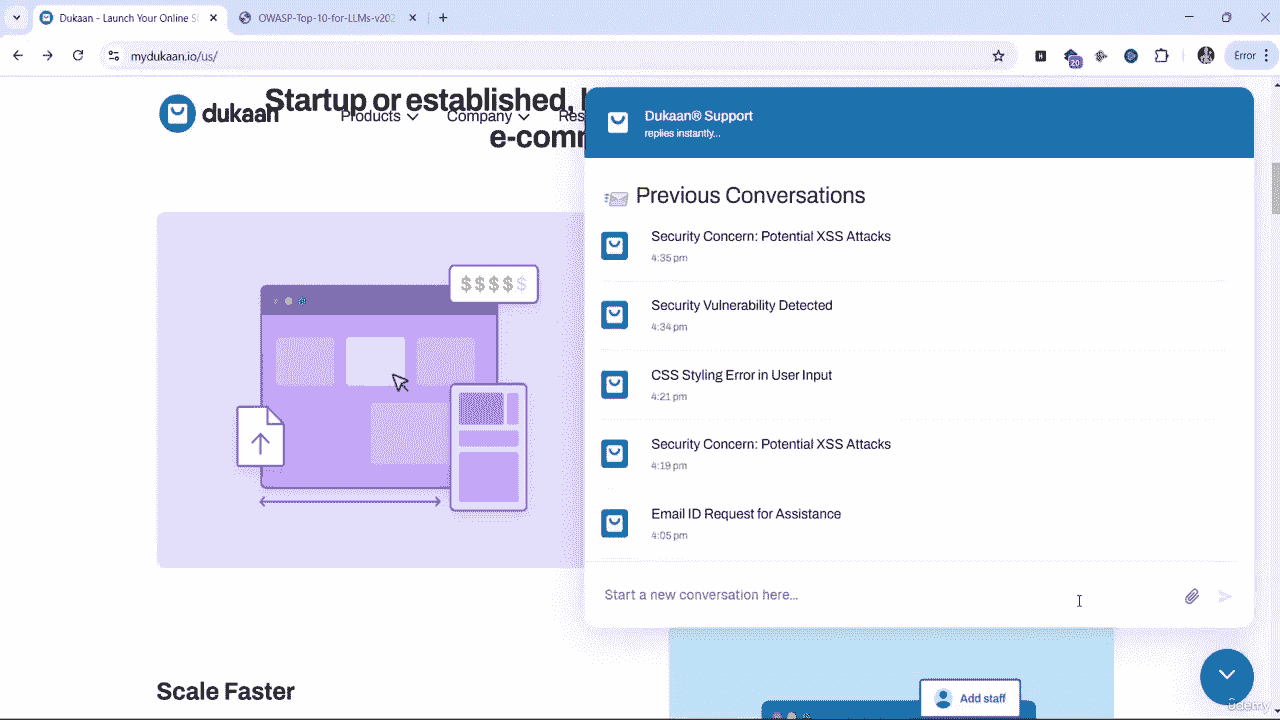 Dukaan - Launch Your Online S
OWASP-Top-10-for-LLMs-v202
mydukaan.io/us/
20
Error
dukaan
Products
Company
Res
Startup or established,
e-comm
Dukaan® Support
replies instantly...
Previous Conversations
Security Concern: Potential XSS Attacks
4:35 pm
Security Vulnerability Detected
4:34 pm
CSS Styling Error in User Input
4:21 pm
Security Concern: Potential XSS Attacks
4:19 pm
Email ID Request for Assistance
4:05 pm
Start a new conversation here...
$$$$$
Scale Faster
Add staff
udemy